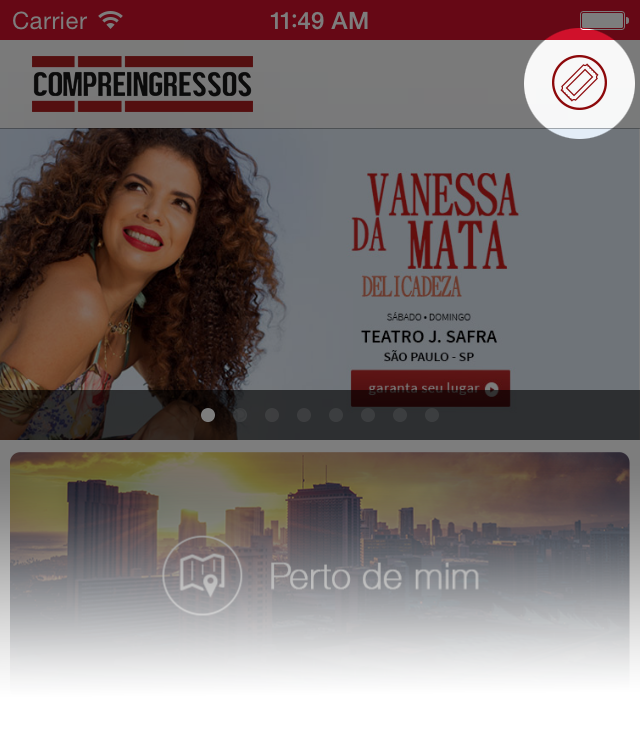 Carrier 11:49 AM
COMPREINGRESSOS
VANESSA
DA MATA
DELICADEZA
SÁBADO • DOMINGO
TEATRO J. SAFRA
SÃO PAULO - SP
garanta seu lugar
Perto de mim